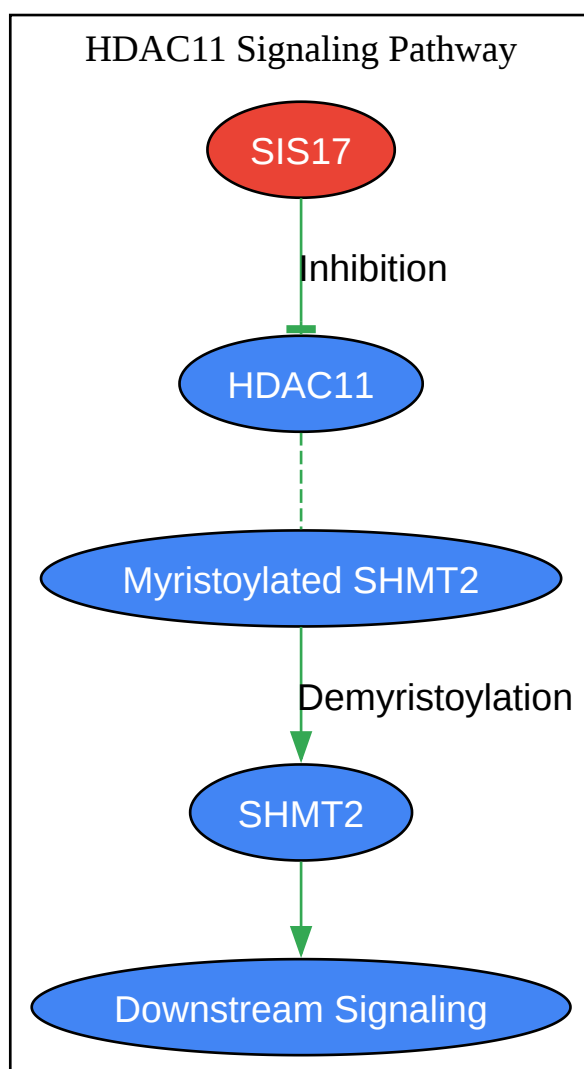 HDAC11 Signaling Pathway
SIS17
Inhibition
HDAC11
Myristoylated SHMT2
Demyristoylation
SHMT2
Downstream Signaling